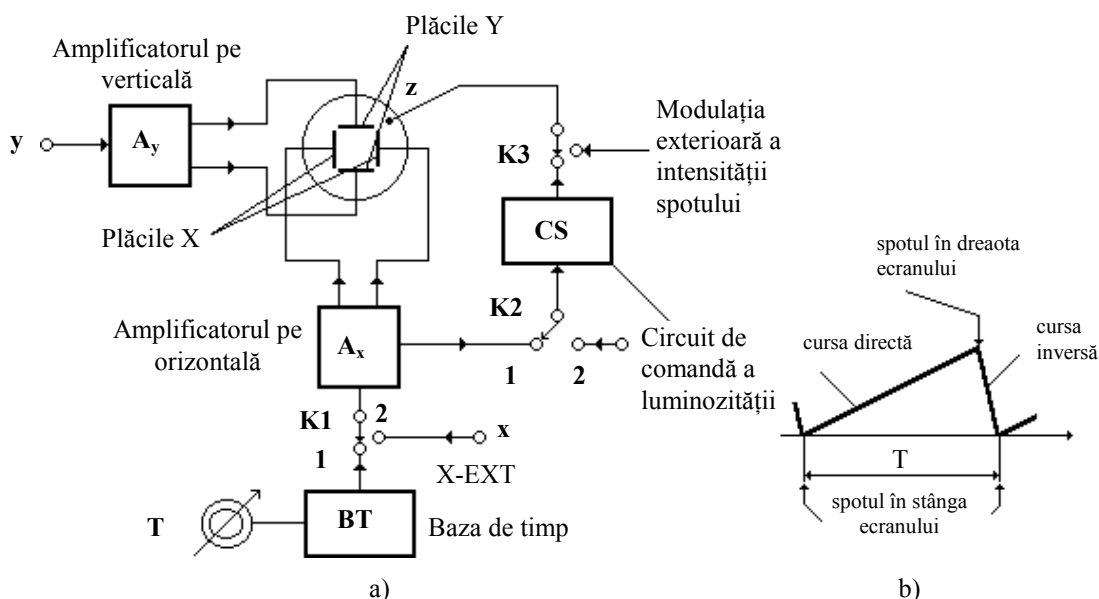 Plăcile Y
Amplificatorul pe
verticală
z
y
Ay
K3
Modulația
exterioară a
intensității
spotului
Plăcile X
CS
K2
Amplificatorul pe
orizontală
Ax
1
2
Circuit de
comandă a
luminozității
K1
2
1
x
X-EXT
T
BT
Baza de timp
a)
spotul în dreaota
ecranului
cursa directă
cursa
inversă
T
spotul în stânga
ecranului
b)